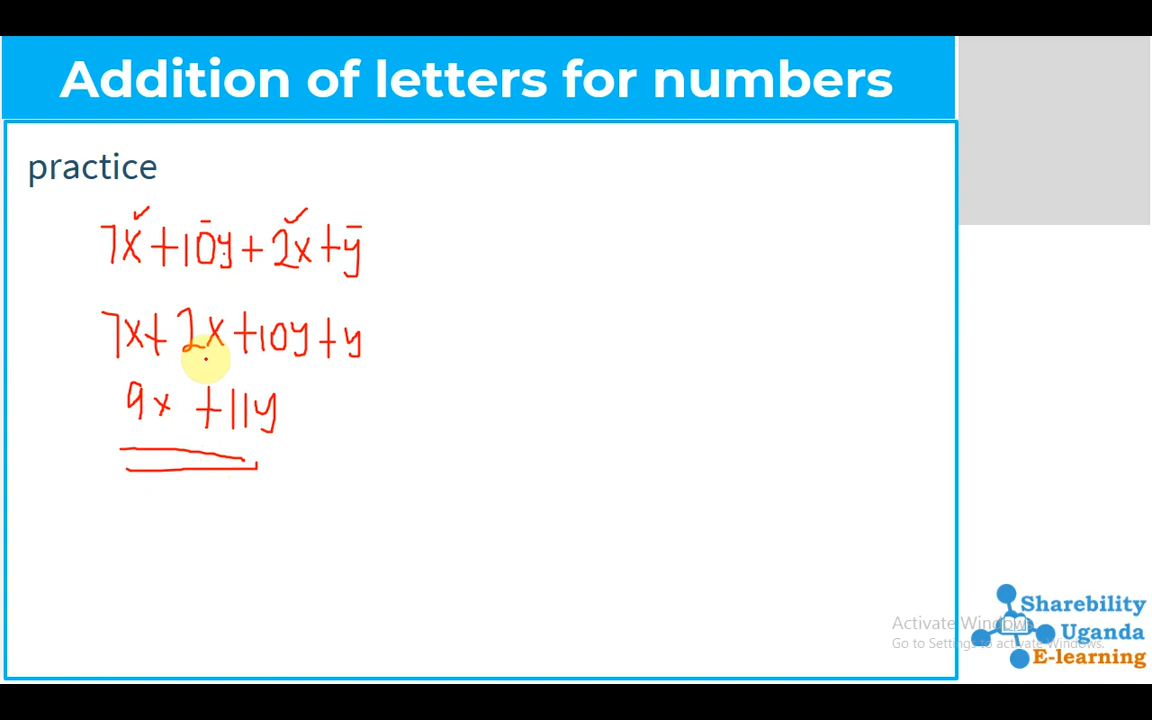 Addition of letters for numbers
practice
7x + 10y + 2x + y
7x + 2x + 10y + y
9x + 11y
Activate Windows
Go to Settings to activate Windows.
Sharebility
Uganda
E-learning